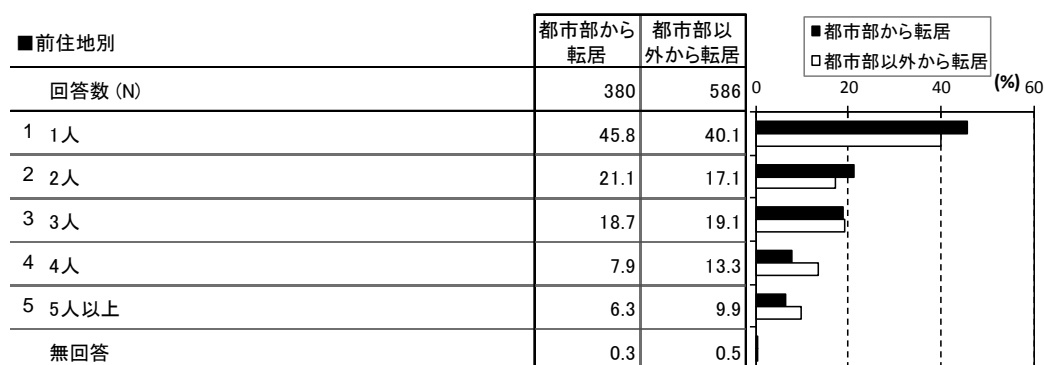 ■前住地別 都市部から転居 都市部以外から転居
■都市部から転居
□都市部以外から転居
回答数 (N) 380 586
0 20 40 (%) 60
1 1人 45.8 40.1
2 2人 21.1 17.1
3 3人 18.7 19.1
4 4人 7.9 13.3
5 5人以上 6.3 9.9
無回答 0.3 0.5